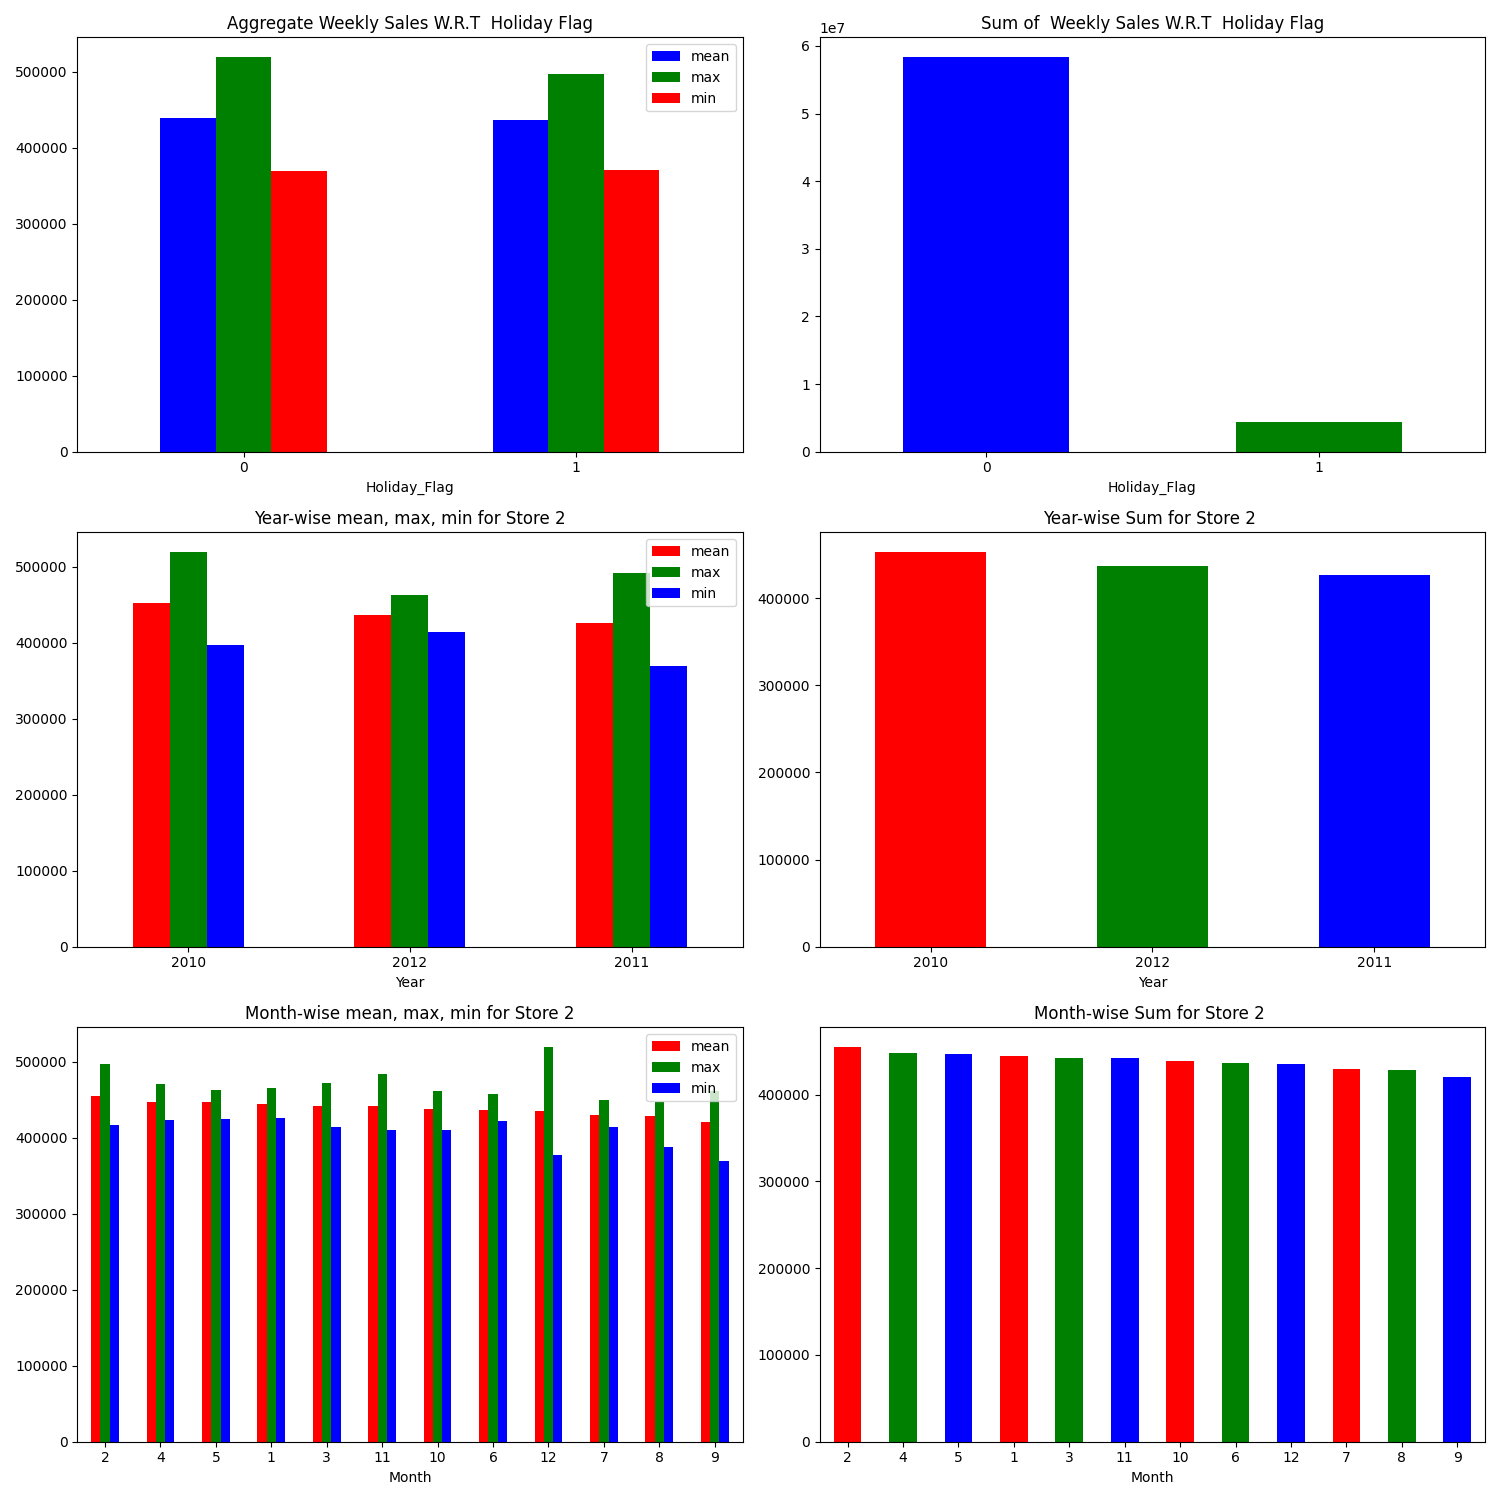 Aggregate Weekly Sales W.R.T  Holiday Flag
500000
400000
300000
200000
100000
0
mean
max
min
0 1
Holiday_Flag
Sum of  Weekly Sales W.R.T  Holiday Flag
1e7
6
5
4
3
2
1
0
0 1
Holiday_Flag
Year-wise mean, max, min for Store 2
500000
400000
300000
200000
100000
0
mean
max
min
2010 2012 2011
Year
Year-wise Sum for Store 2
400000
300000
200000
100000
0
2010 2012 2011
Year
Month-wise mean, max, min for Store 2
500000
400000
300000
200000
100000
0
mean
max
min
2 4 5 1 3 11 10 6 12 7 8 9
Month
Month-wise Sum for Store 2
400000
300000
200000
100000
0
2 4 5 1 3 11 10 6 12 7 8 9
Month